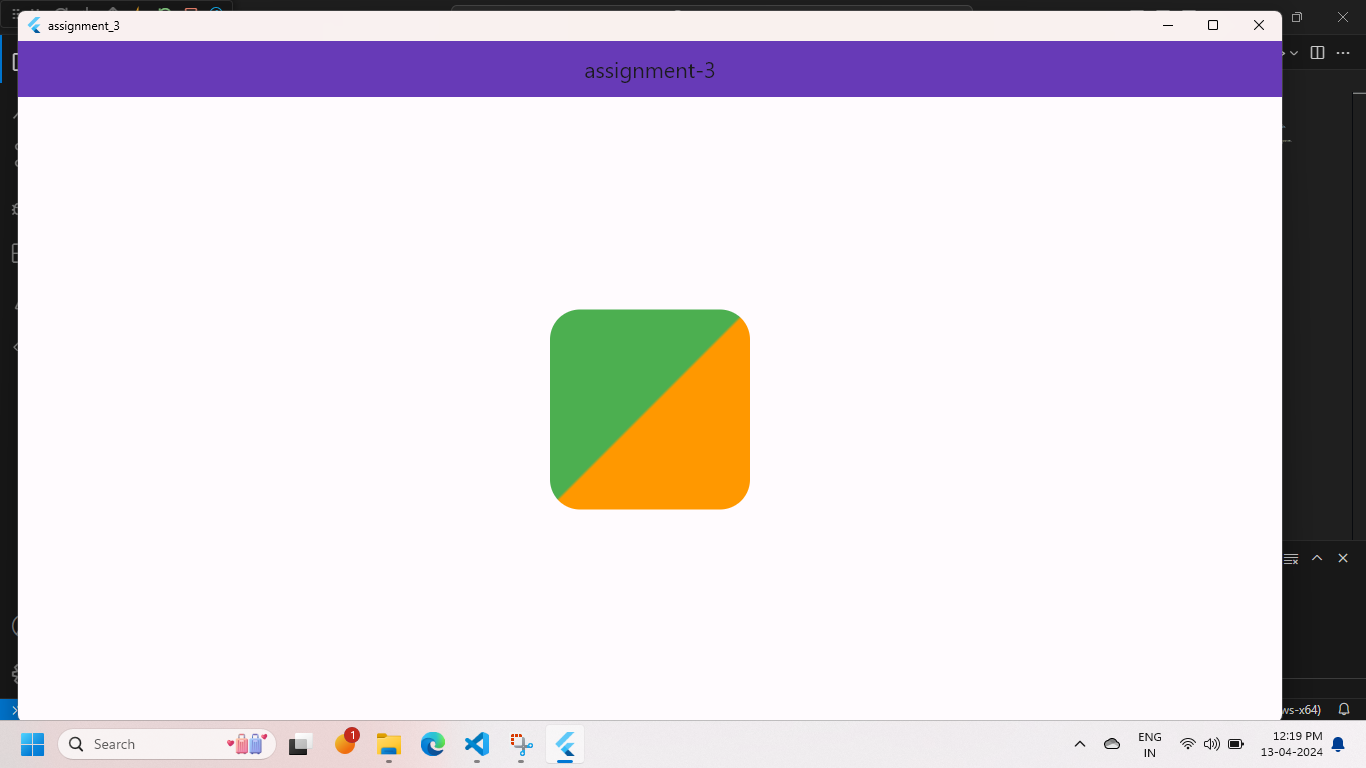 assignment_3
assignment-3
ws-x64)
Search
1
ENG
IN
12:19 PM
13-04-2024